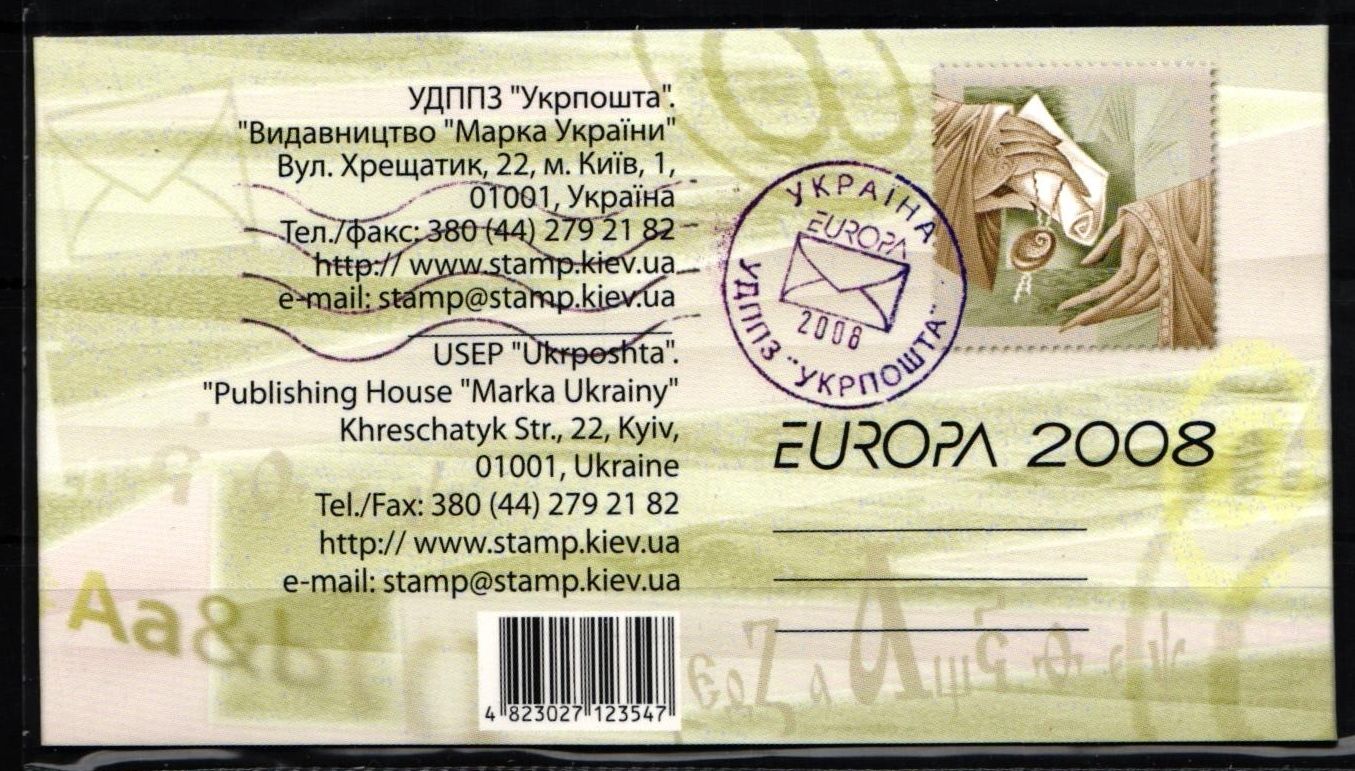 УДППЗ "Укрпошта".
"Видавництво "Марка України"
Вул. Хрещатик, 22, м. Київ, 1,
01001, Україна
Тел./факс: 380 (44) 279 21 82
http:// www.stamp.kiev.ua
e-mail: stamp@stamp.kiev.ua
USEP "Ukrposhta".
"Publishing House "Marka Ukrainy"
Khreschatyk Str., 22, Kyiv,
01001, Ukraine
Tel./Fax: 380 (44) 279 21 82
http:// www.stamp.kiev.ua
e-mail: stamp@stamp.kiev.ua
4 823027 123547
УКРАЇНА
EUROPA
2008
УДППЗ "УКРПОШТА"
EUROPA 2008
@
@
Aa&